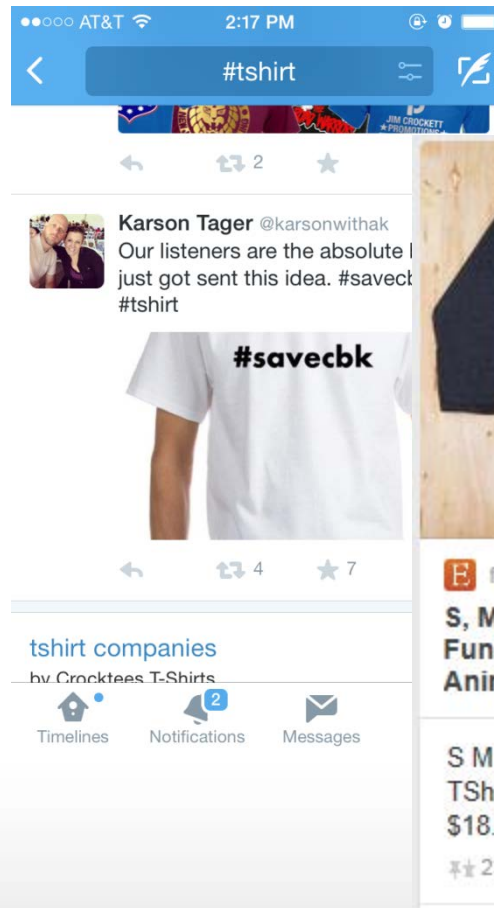 AT&T
2:17 PM
#tshirt
JIM CROCKETT
PROMOTIONS
2
Karson Tager @karsonwithak
Our listeners are the absolute
just got sent this idea.
#tshirt
#savecbk
4
7
tshirt companies
by Crocktees T-Shirts
2
Timelines
Notifications
Messages
E
S, M
Fun
Ani
S M
TSh
$18.
2